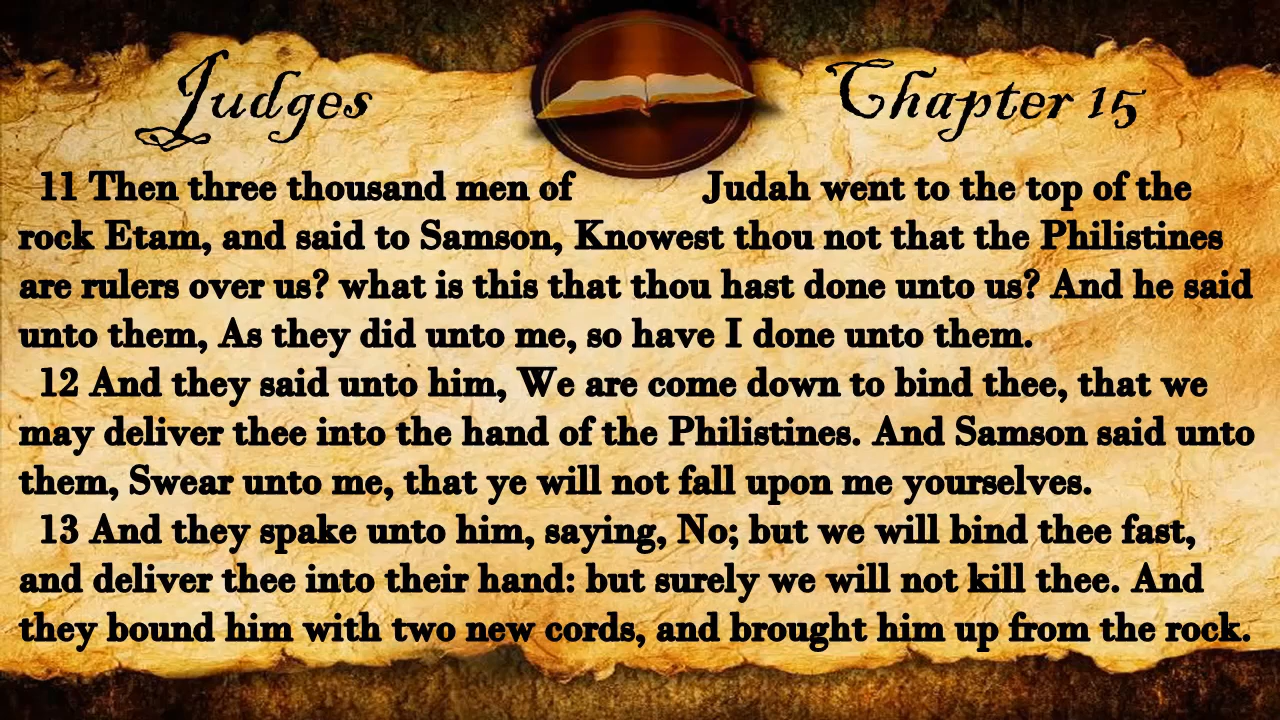 Judges Chapter 15
11 Then three thousand men of Judah went to the top of the
rock Etam, and said to Samson, Knowest thou not that the Philistines
are rulers over us? what is this that thou hast done unto us? And he said
unto them, As they did unto me, so have I done unto them.
12 And they said unto him, We are come down to bind thee, that we
may deliver thee into the hand of the Philistines. And Samson said unto
them, Swear unto me, that ye will not fall upon me yourselves.
13 And they spake unto him, saying, No; but we will bind thee fast,
and deliver thee into their hand: but surely we will not kill thee. And
they bound him with two new cords, and brought him up from the rock.